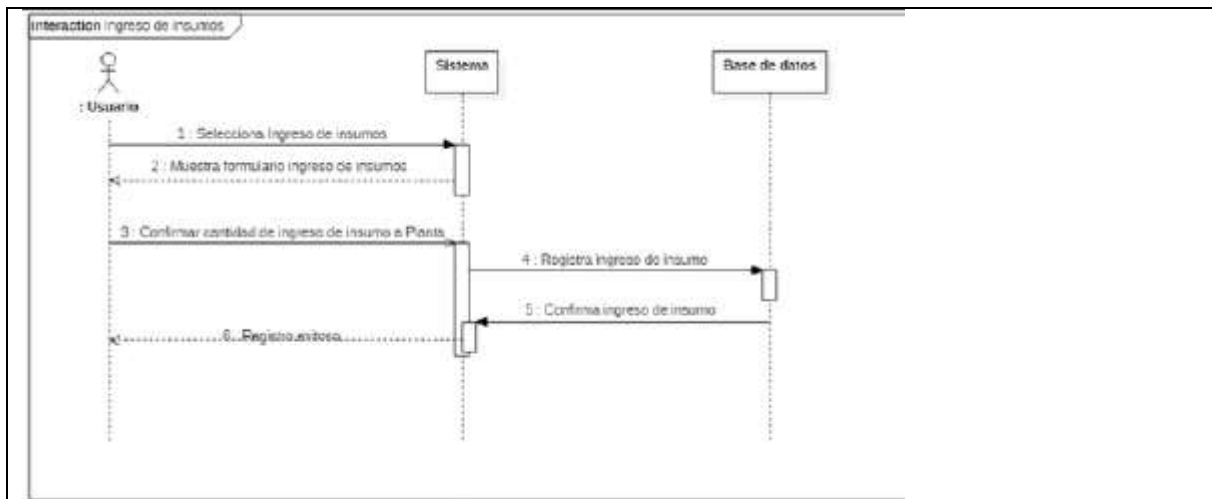 interaction Ingreso de insumos
Sistema
Base de datos
: Usuario
1 : Selecciona Ingreso de insumos
2 : Muestra formulario ingreso de insumos
3 : Confirmar cantidad de ingreso de insumo a Planta
4 : Registra ingreso de insumo
5 : Confirma ingreso de insumo
6 : Registro exitoso